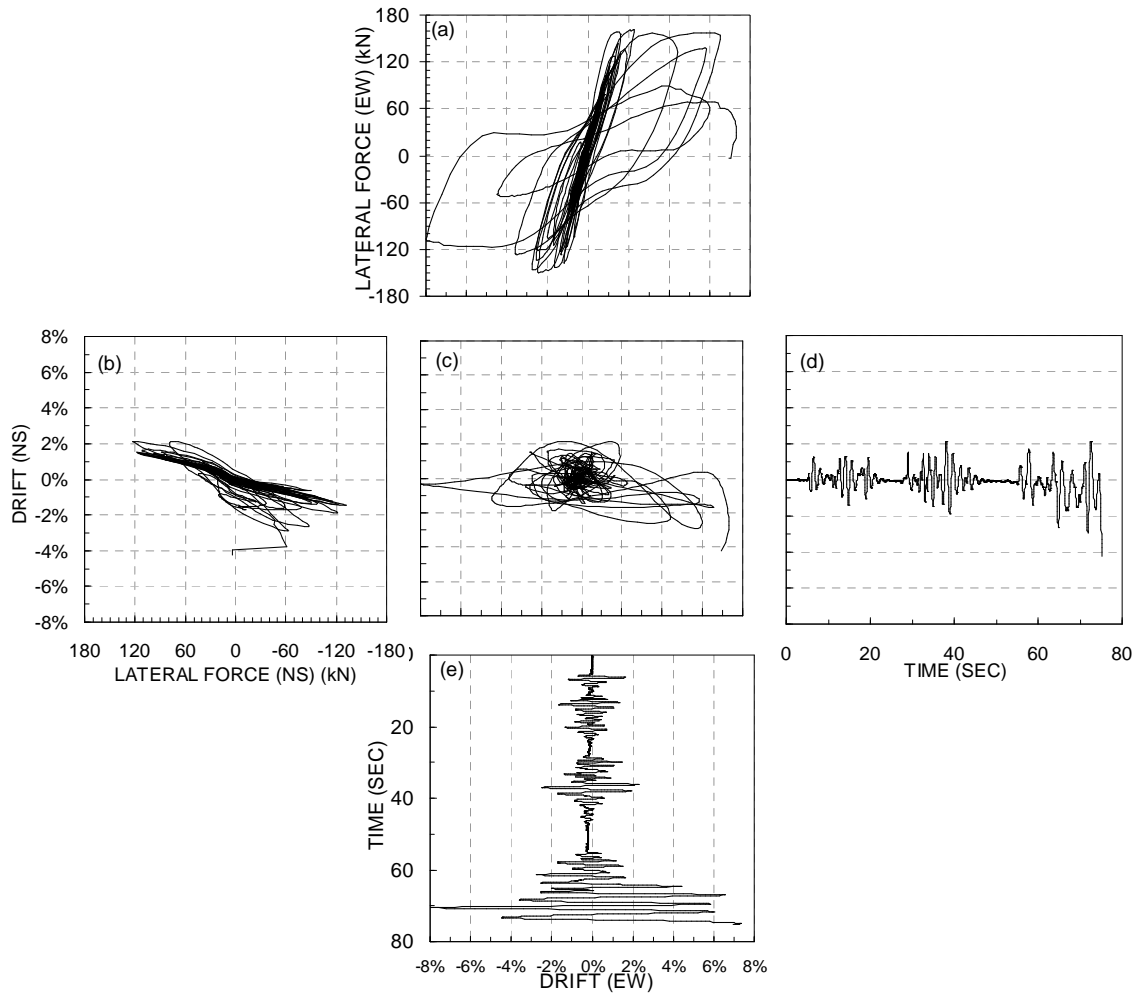 (a)
LATERAL FORCE (EW) (kN)
180
120
60
0
-60
-120
-180
(b)
DRIFT (NS)
8%
6%
4%
2%
0%
-2%
-4%
-6%
-8%
180 120 60 0 -60 -120 -180
LATERAL FORCE (NS) (kN)
(c)
(d)
0 20 40 60 80
TIME (SEC)
)
(e)
TIME (SEC)
20
40
60
80
-8% -6% -4% -2% 0% 2% 4% 6% 8%
DRIFT (EW)